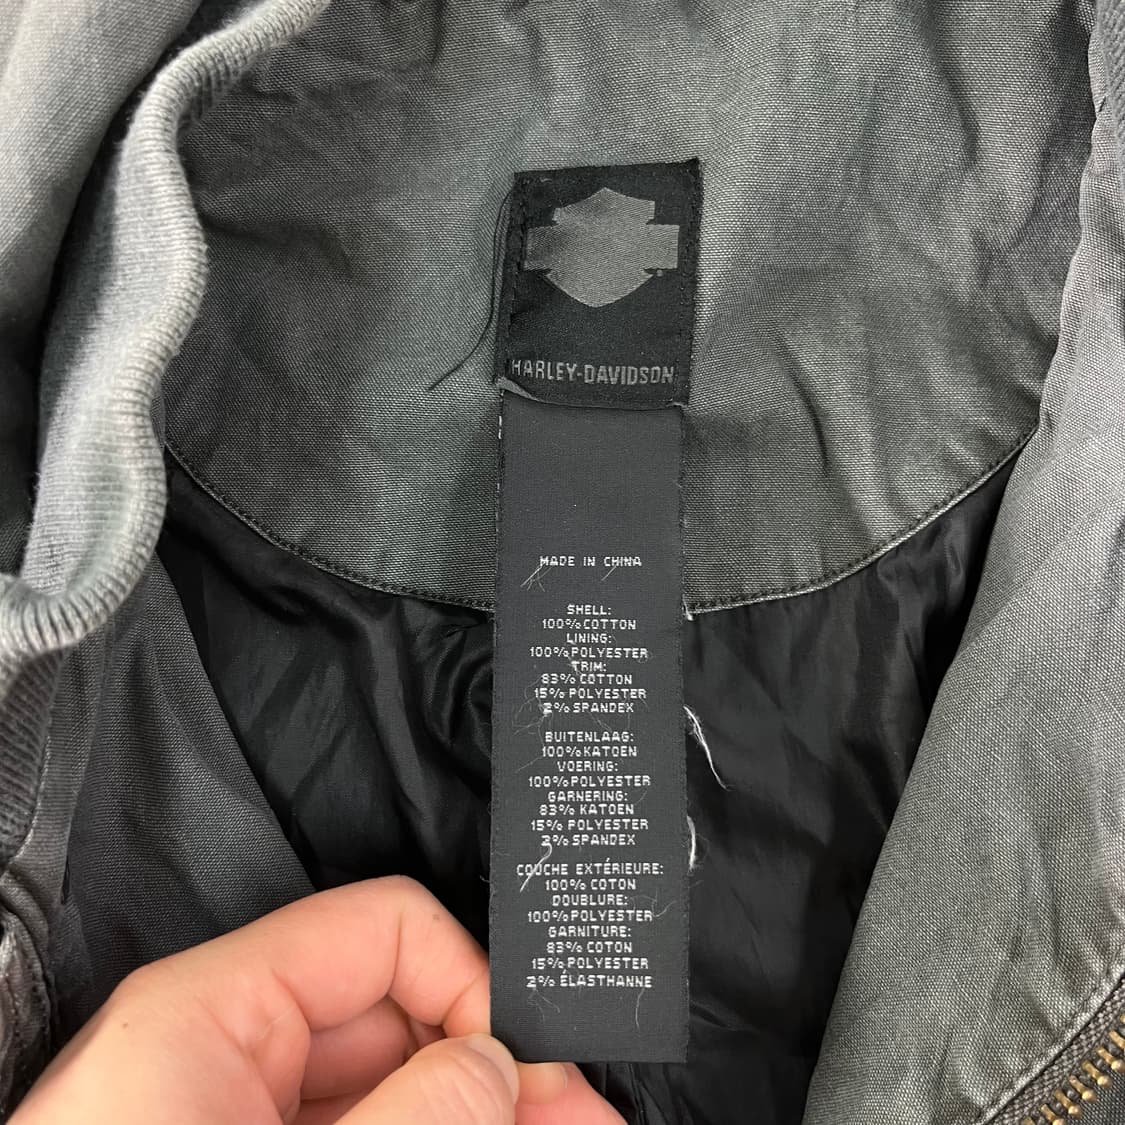 HARLEY-DAVIDSON
MADE IN CHINA
SHELL:
100% COTTON
LINING:
100% POLYESTER
TRIM:
83% COTTON
15% POLYESTER
2% SPANDEX
BUITENLAAG:
100% KATOEN
VOERING:
100% POLYESTER
GARNERING:
83% KATOEN
15% POLYESTER
2% SPANDEX
COUCHE EXTÉRIEURE:
100% COTON
DOUBLURE:
100% POLYESTER
GARNITURE:
83% COTON
15% POLYESTER
2% ÉLASTHANNE